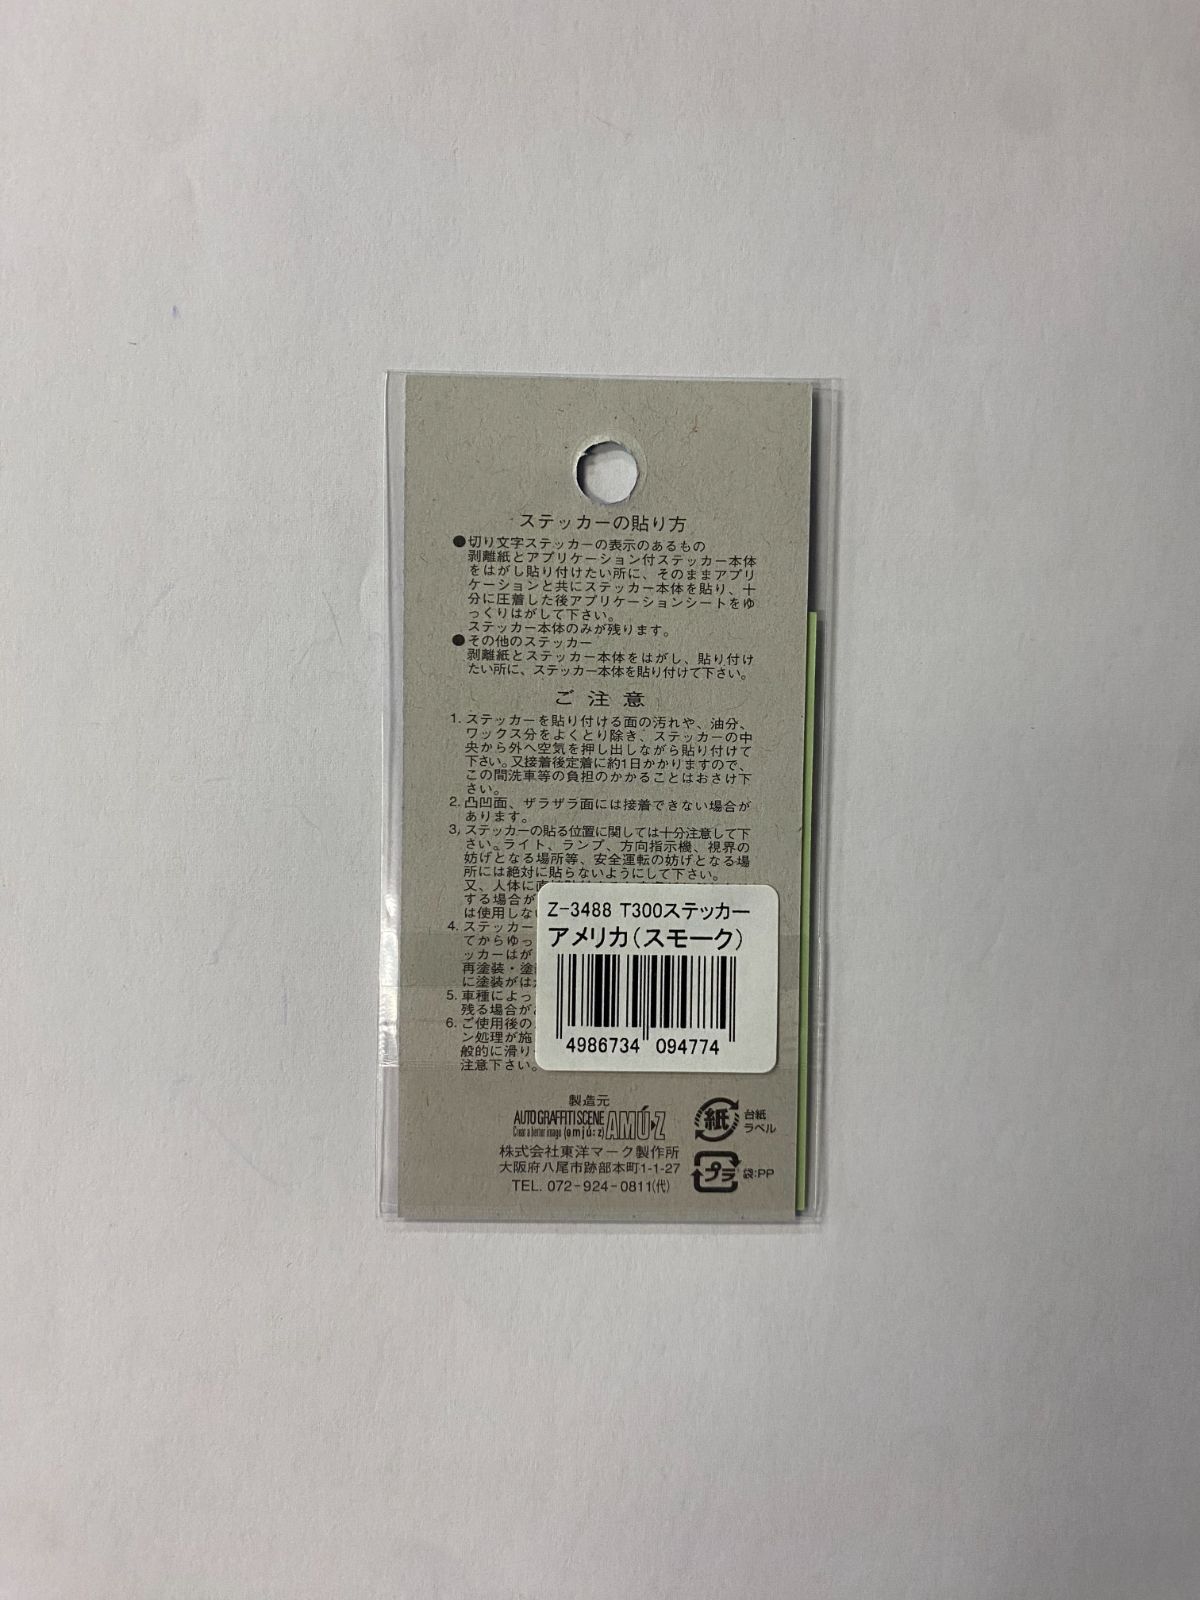 ステッカーの貼り方
●切り文字ステッカーの表示のあるもの
剥離紙とアプリケーション付ステッカー本体
をはがし貼り付けたい所に、そのままアプリ
ケーションと共にステッカー本体を貼り、十
分に圧着した後アプリケーションシートをゆ
っくりはがして下さい。
ステッカー本体のみが残ります。
●その他のステッカー
剥離紙とステッカー本体をはがし、貼り付け
たい所に、ステッカー本体を貼り付けて下さい。
ご注意
1. ステッカーを貼り付ける面の汚れや、油分、
ワックス分をよくとり除き、ステッカーの中
央から外へ空気を押し出しながら貼り付けて
下さい。又接着後定着に約1日かかりますので、
この間洗車等の負担のかかることはおさけ下
さい。
2. 凸凹面、ザラザラ面には接着できない場合が
あります。
3. ステッカーの貼る位置に関しては十分注意して下
さい。ライト、ランプ、方向指示機、視界の
妨げとなる場所等、安全運転の妨げとなる場
所には絶対に貼らないようにして下さい。
又、人体に
する場合が
は使用しな
4. ステッカー
てからゆっ
ッカーはが
再塗装・塗
に塗装がは
5. 車種によっ
残る場合が
6. ご使用後の
ン処理が施
般的に滑り
注意下さい。
Z-3488 T300ステッカー
アメリカ(スモーク)
4986734 094774
製造元
AUTO GRAFFITI SCENE
Create a better image (əmjú:z) AMÚ▸Z
株式会社東洋マーク製作所
大阪府八尾市跡部本町1-1-27
TEL. 072-924-0811(代)
紙 台紙
ラベル
プラ 袋:PP